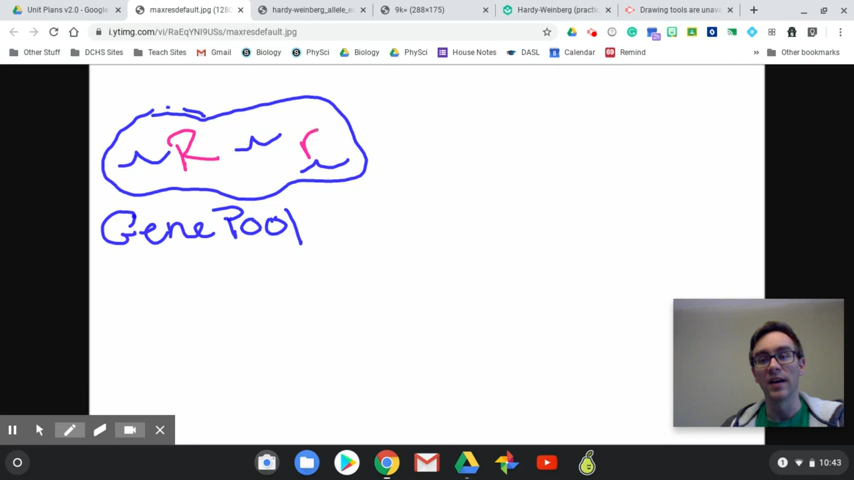 Unit Plans v2.0 - Google
maxresdefault.jpg (128
hardy-weinberg_allele_e
9k= (288×175)
Hardy-Weinberg (practi
Drawing tools are unava
i.ytimg.com/vi/RaEqYNI9USs/maxresdefault.jpg
Other Stuff
DCHS Sites
Teach Sites
Gmail
Biology
PhySci
Biology
PhySci
House Notes
DASL
Calendar
Remind
»
Other bookmarks
R r
Gene Pool
1
10:43